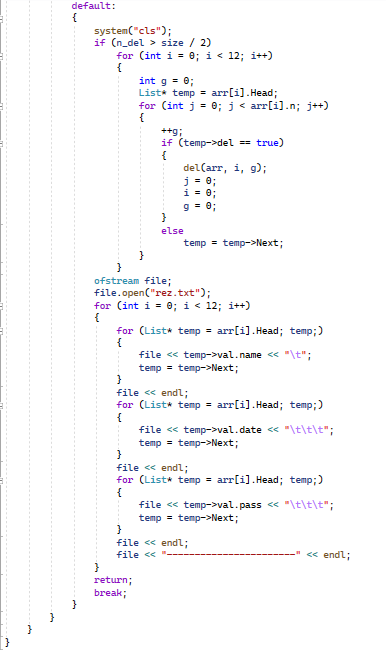 default:
{
system("cls");
if (n_del > size / 2)
for (int i = 0; i < 12; i++)
{
int g = 0;
List* temp = arr[i].Head;
for (int j = 0; j < arr[i].n; j++)
{
++g;
if (temp->del == true)
{
del(arr, i, g);
j = 0;
i = 0;
g = 0;
}
else
temp = temp->Next;
}
}
ofstream file;
file.open("rez.txt");
for (int i = 0; i < 12; i++)
{
for (List* temp = arr[i].Head; temp;)
{
file << temp->val.name << "\t";
temp = temp->Next;
}
file << endl;
for (List* temp = arr[i].Head; temp;)
{
file << temp->val.date << "\t\t\t";
temp = temp->Next;
}
file << endl;
for (List* temp = arr[i].Head; temp;)
{
file << temp->val.pass << "\t\t\t";
temp = temp->Next;
}
file << endl;
file << "-----------------------" << endl;
}
return;
break;
}
}
}
}